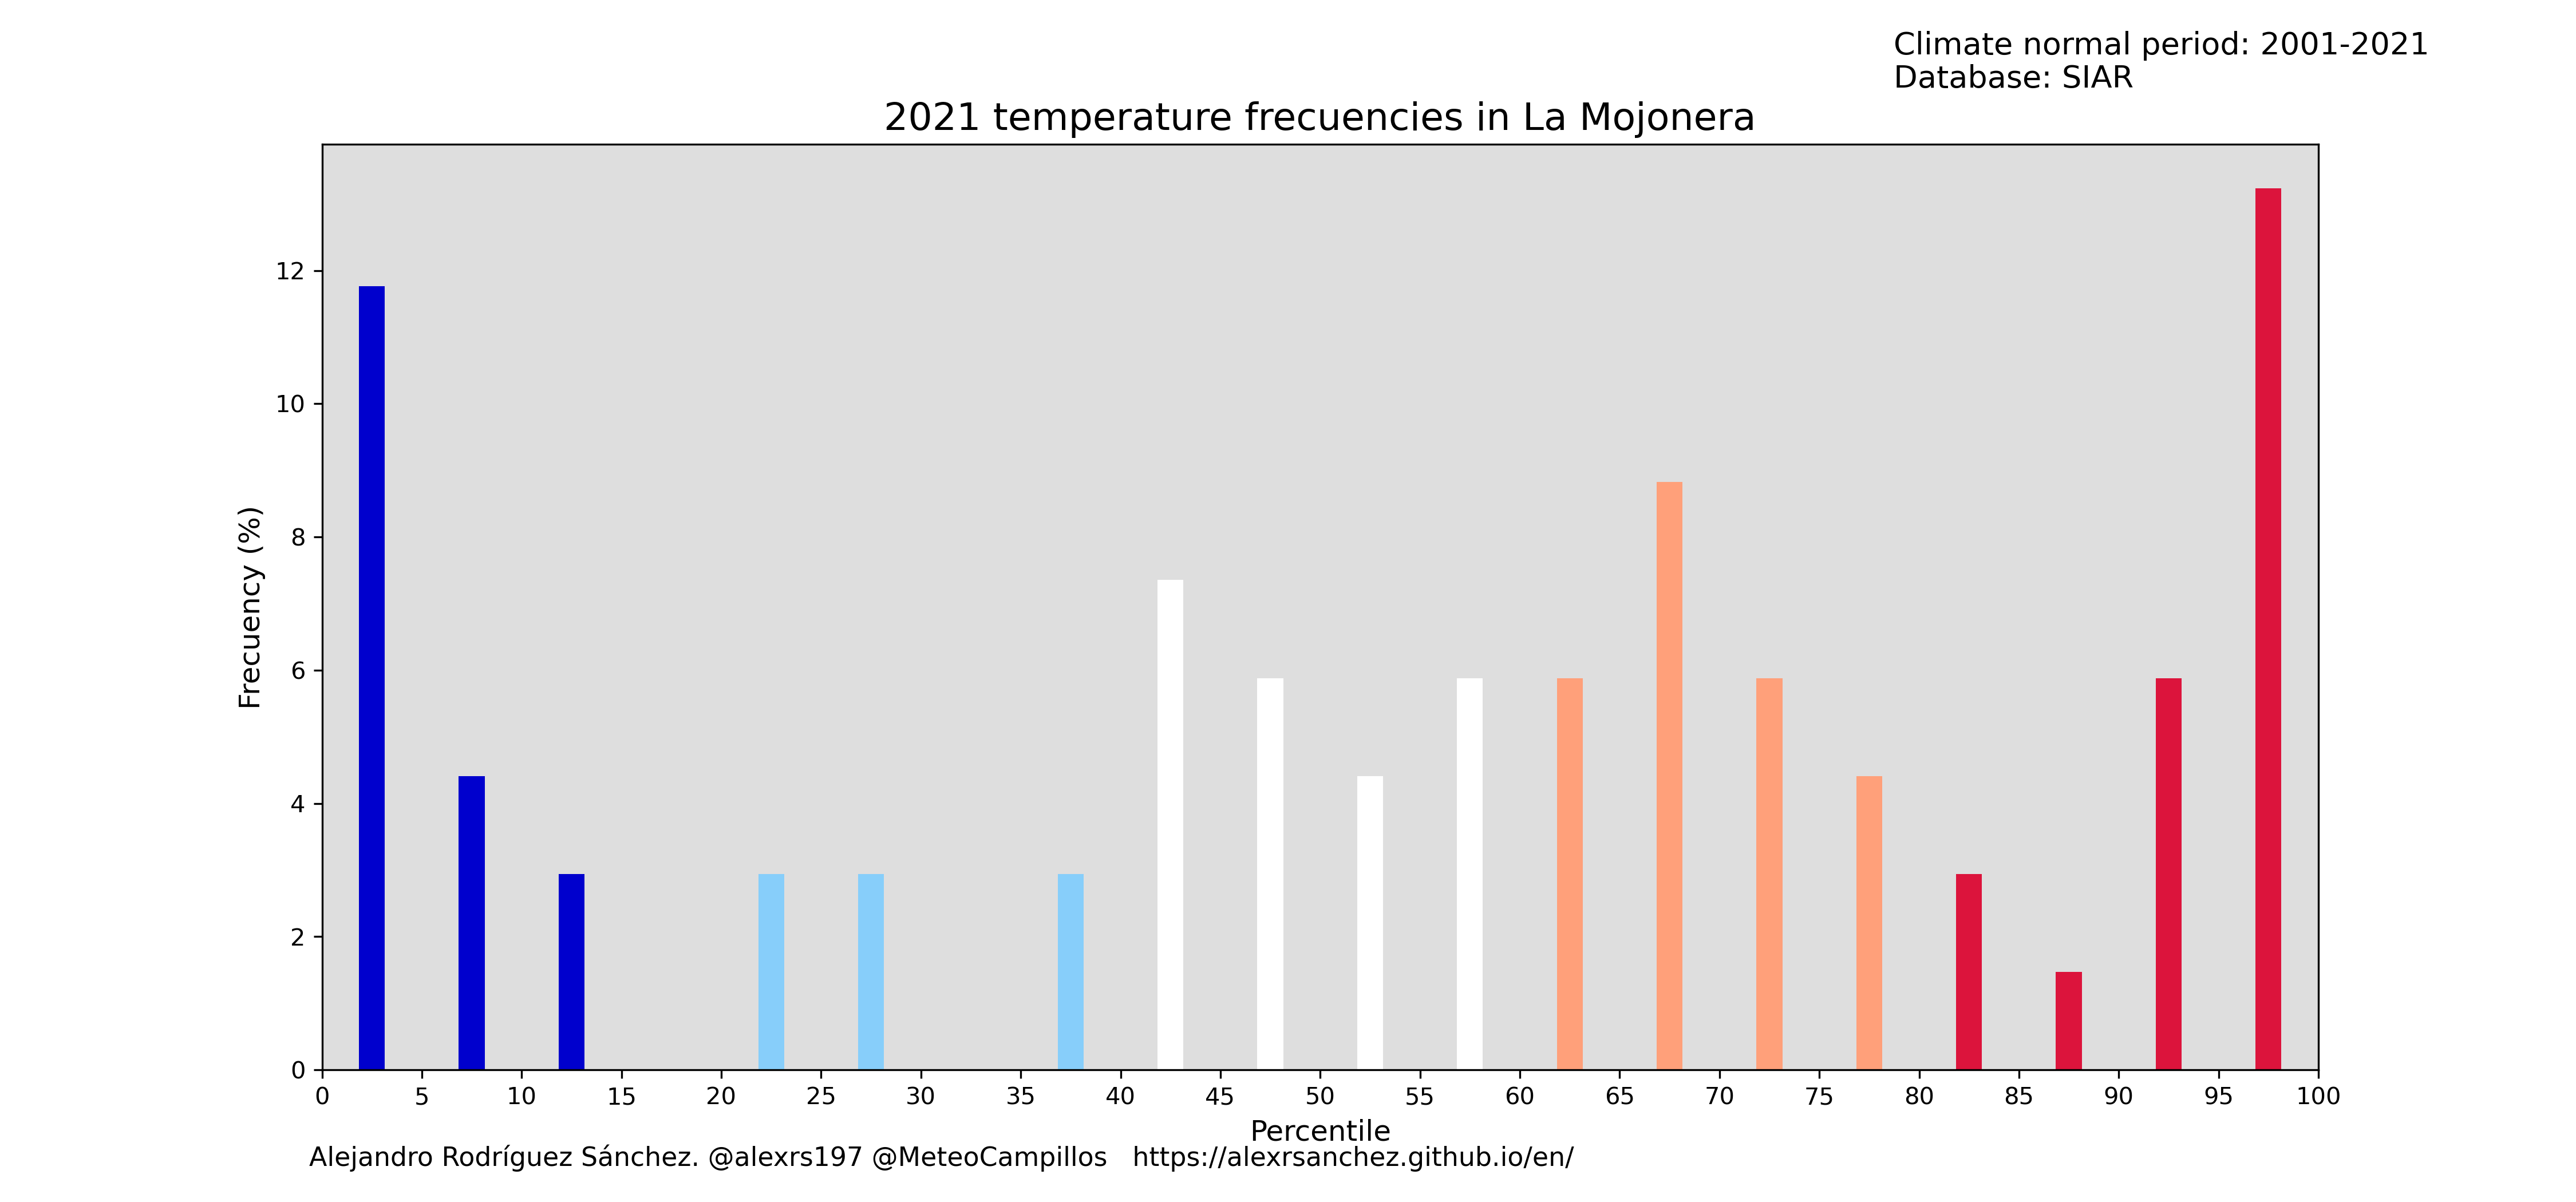 Climate normal period: 2001-2021
Database: SIAR
2021 temperature frecuencies in La Mojonera
Frecuency (%)
12
10
8
6
4
2
0
0 5 10 15 20 25 30 35 40 45 50 55 60 65 70 75 80 85 90 95 100
Percentile
Alejandro Rodríguez Sánchez. @alexrs197 @MeteoCampillos https://alexrsanchez.github.io/en/